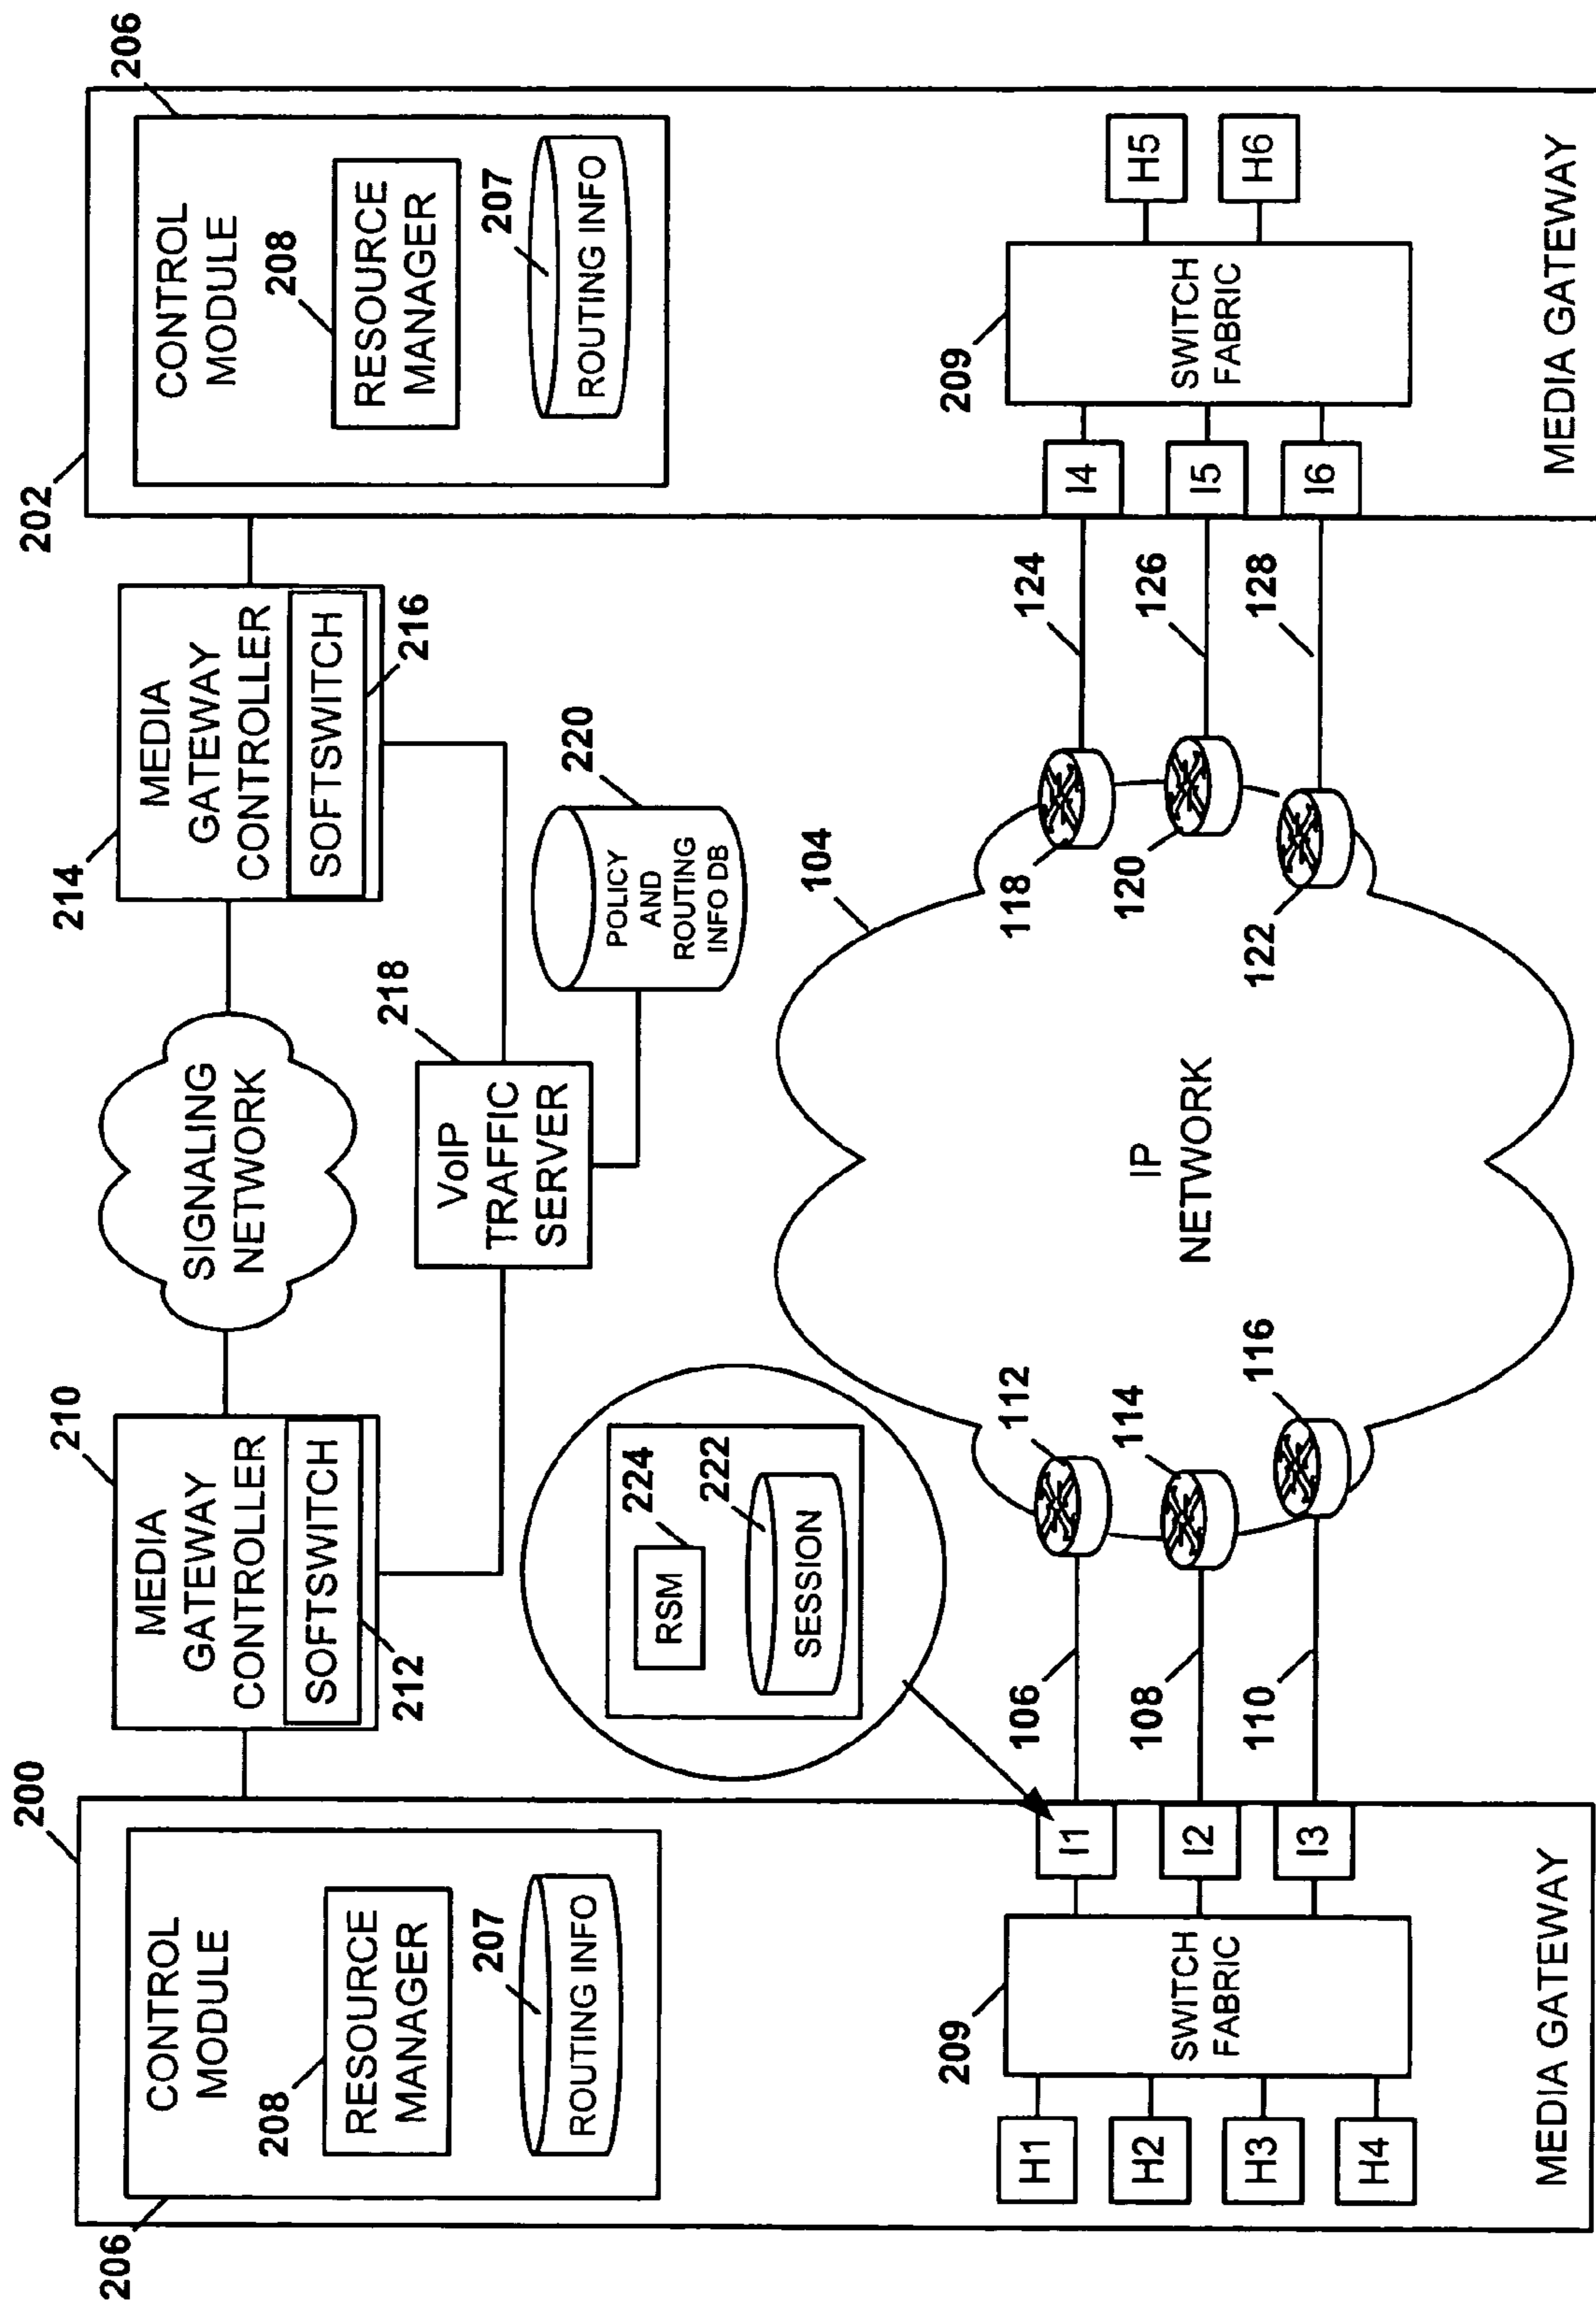 200
206
CONTROL
MODULE
208
RESOURCE
MANAGER
207
ROUTING INFO
209
SWITCH
FABRIC
H1
H2
H3
H4
I1
I2
I3
MEDIA GATEWAY
210
MEDIA
GATEWAY
CONTROLLER
SOFTSWITCH
212
SIGNALING
NETWORK
214
MEDIA
GATEWAY
CONTROLLER
SOFTSWITCH
216
218
VoIP
TRAFFIC
SERVER
220
POLICY
AND
ROUTING
INFO DB
224
RSM
222
SESSION
106
108
110
112
114
116
104
IP
NETWORK
118
120
122
124
126
128
202
206
CONTROL
MODULE
208
RESOURCE
MANAGER
207
ROUTING INFO
209
SWITCH
FABRIC
I4
I5
I6
H5
H6
MEDIA GATEWAY